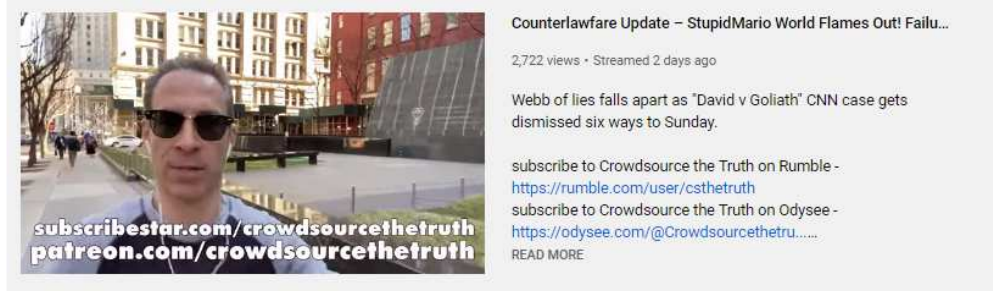 Counterlawfare Update – StupidMario World Flames Out! Failu...
2,722 views • Streamed 2 days ago
Webb of lies falls apart as "David v Goliath" CNN case gets
dismissed six ways to Sunday.
subscribe to Crowdsource the Truth on Rumble -
https://rumble.com/user/csthetruth
subscribe to Crowdsource the Truth on Odysee -
https://odysee.com/@Crowdsourcethetru......
READ MORE
subscribestar.com/crowdsourcethetruth
patreon.com/crowdsourcethetruth